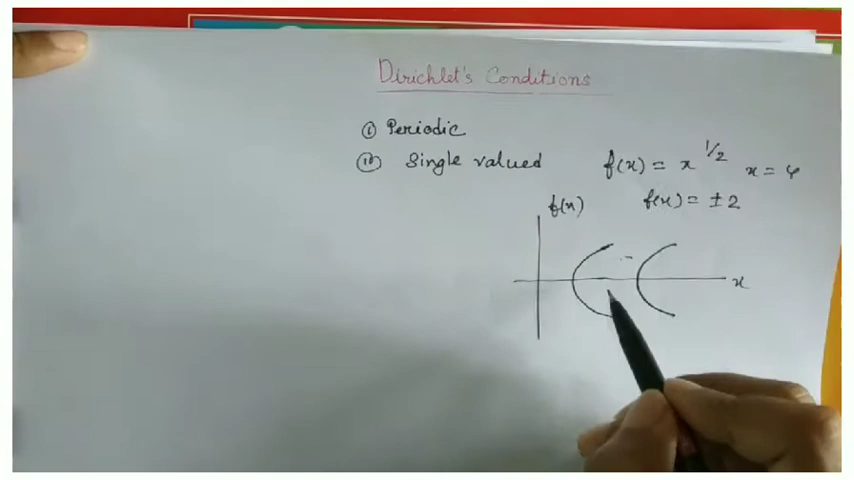 Dirichlet's Conditions
(i) Periodic
(ii) Single valued
f(x) = x^1/2 x = 4
f(x) = ±2
f(x)
x